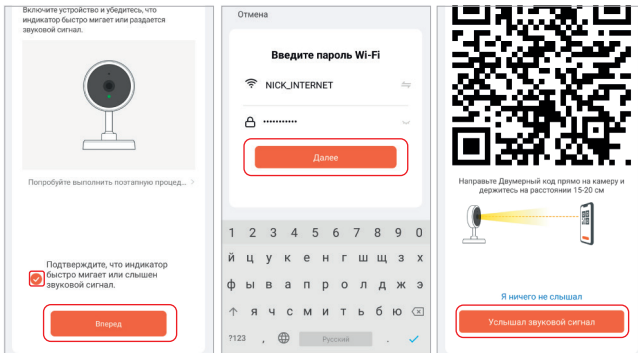 Включите устройство и убедитесь, что
индикатор быстро мигает или раздается
звуковой сигнал.
Попробуйте выполнить поэтапную процед... >
Подтверждите, что индикатор
быстро мигает или слышен
звуковой сигнал.
Вперед
Отмена
Введите пароль Wi-Fi
NICK_INTERNET
•••••••••••
Далее
1 2 3 4 5 6 7 8 9 0
й ц у к е н г ш щ з х
ф ы в а п р о л д ж э
я ч с м и т ь б ю
?123 , Русский .
Направьте Двумерный код прямо на камеру и
держитесь на расстоянии 15-20 см
Я ничего не слышал
Услышал звуковой сигнал